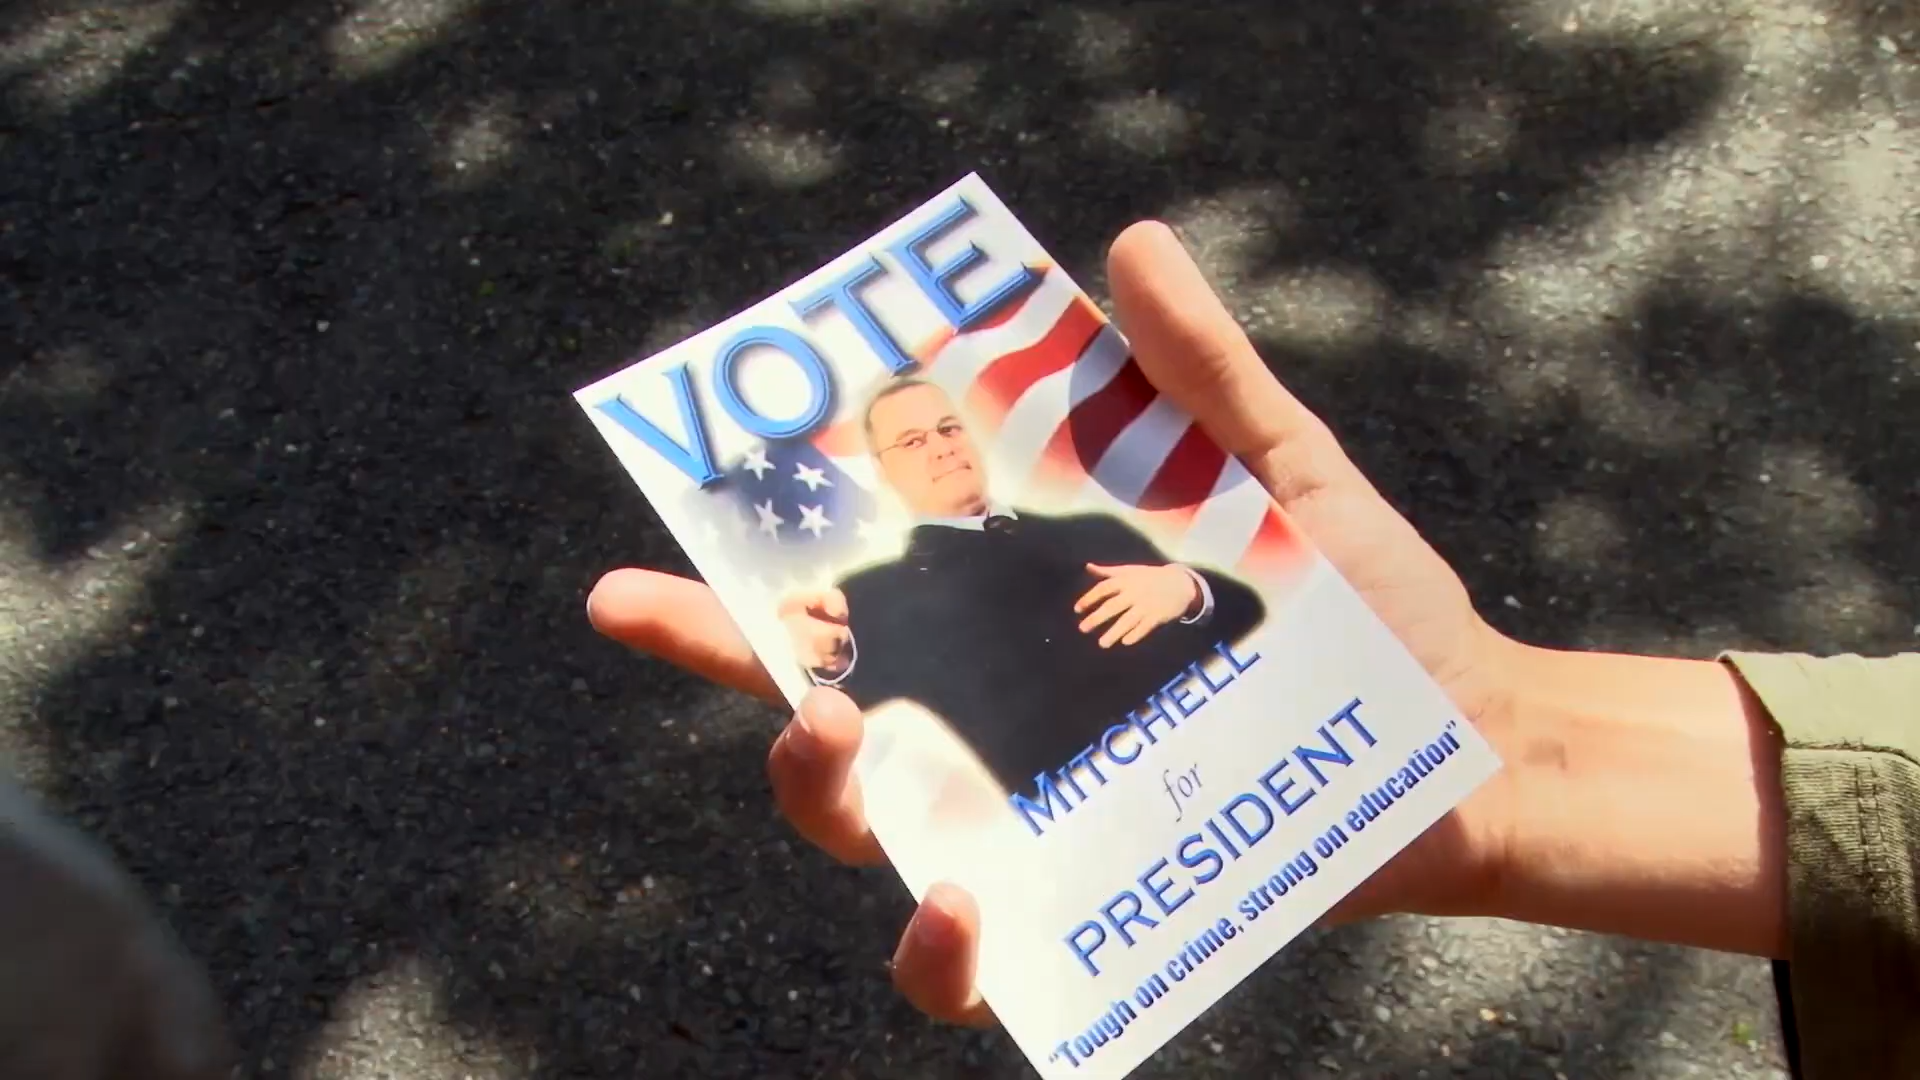 VOTE
MITCHELL
for
PRESIDENT
"Tough on crime, strong on education"